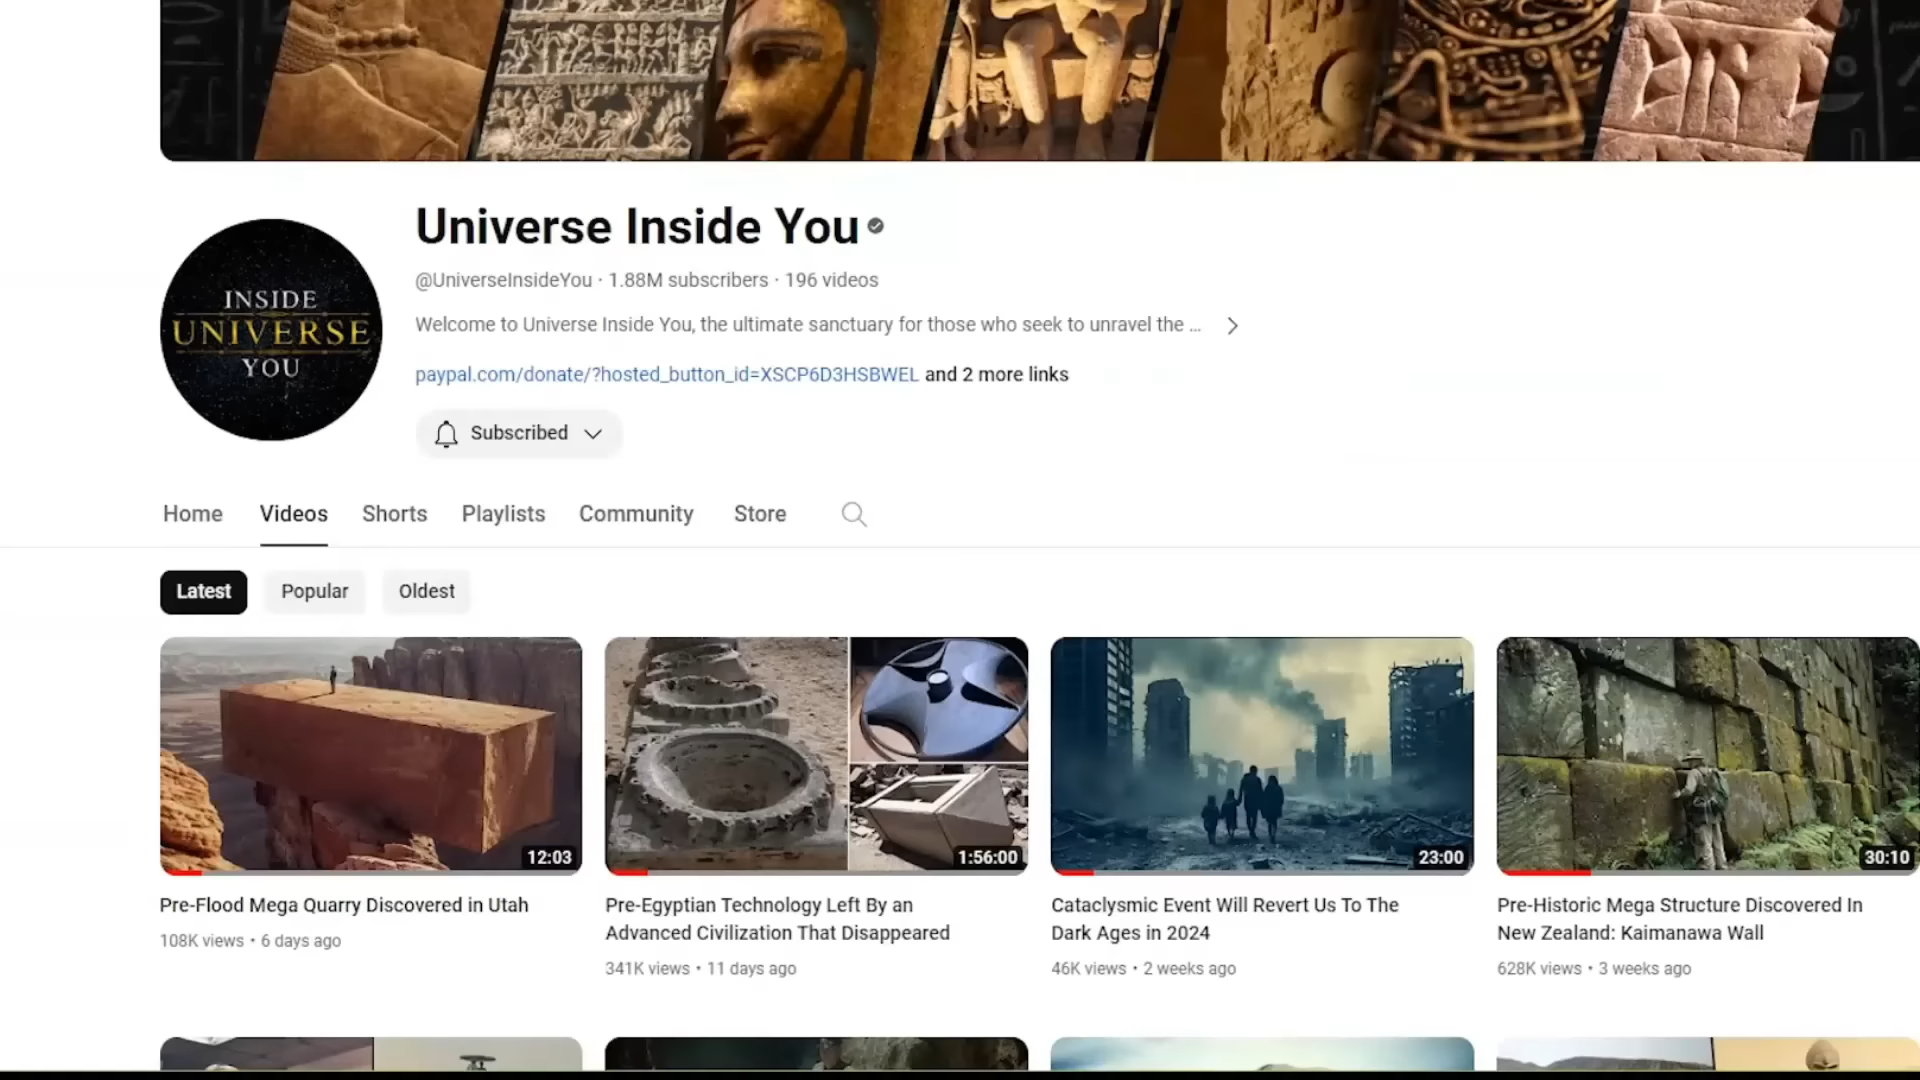 Universe Inside You
@UniverseInsideYou · 1.88M subscribers · 196 videos
INSIDE
UNIVERSE
YOU
Welcome to Universe Inside You, the ultimate sanctuary for those who seek to unravel the ...
paypal.com/donate/?hosted_button_id=XSCP6D3HSBWEL and 2 more links
Subscribed
Home Videos Shorts Playlists Community Store
Latest Popular Oldest
12:03 1:56:00 23:00 30:10
Pre-Flood Mega Quarry Discovered in Utah
108K views • 6 days ago
Pre-Egyptian Technology Left By an
Advanced Civilization That Disappeared
341K views • 11 days ago
Cataclysmic Event Will Revert Us To The
Dark Ages in 2024
46K views • 2 weeks ago
Pre-Historic Mega Structure Discovered In
New Zealand: Kaimanawa Wall
628K views • 3 weeks ago